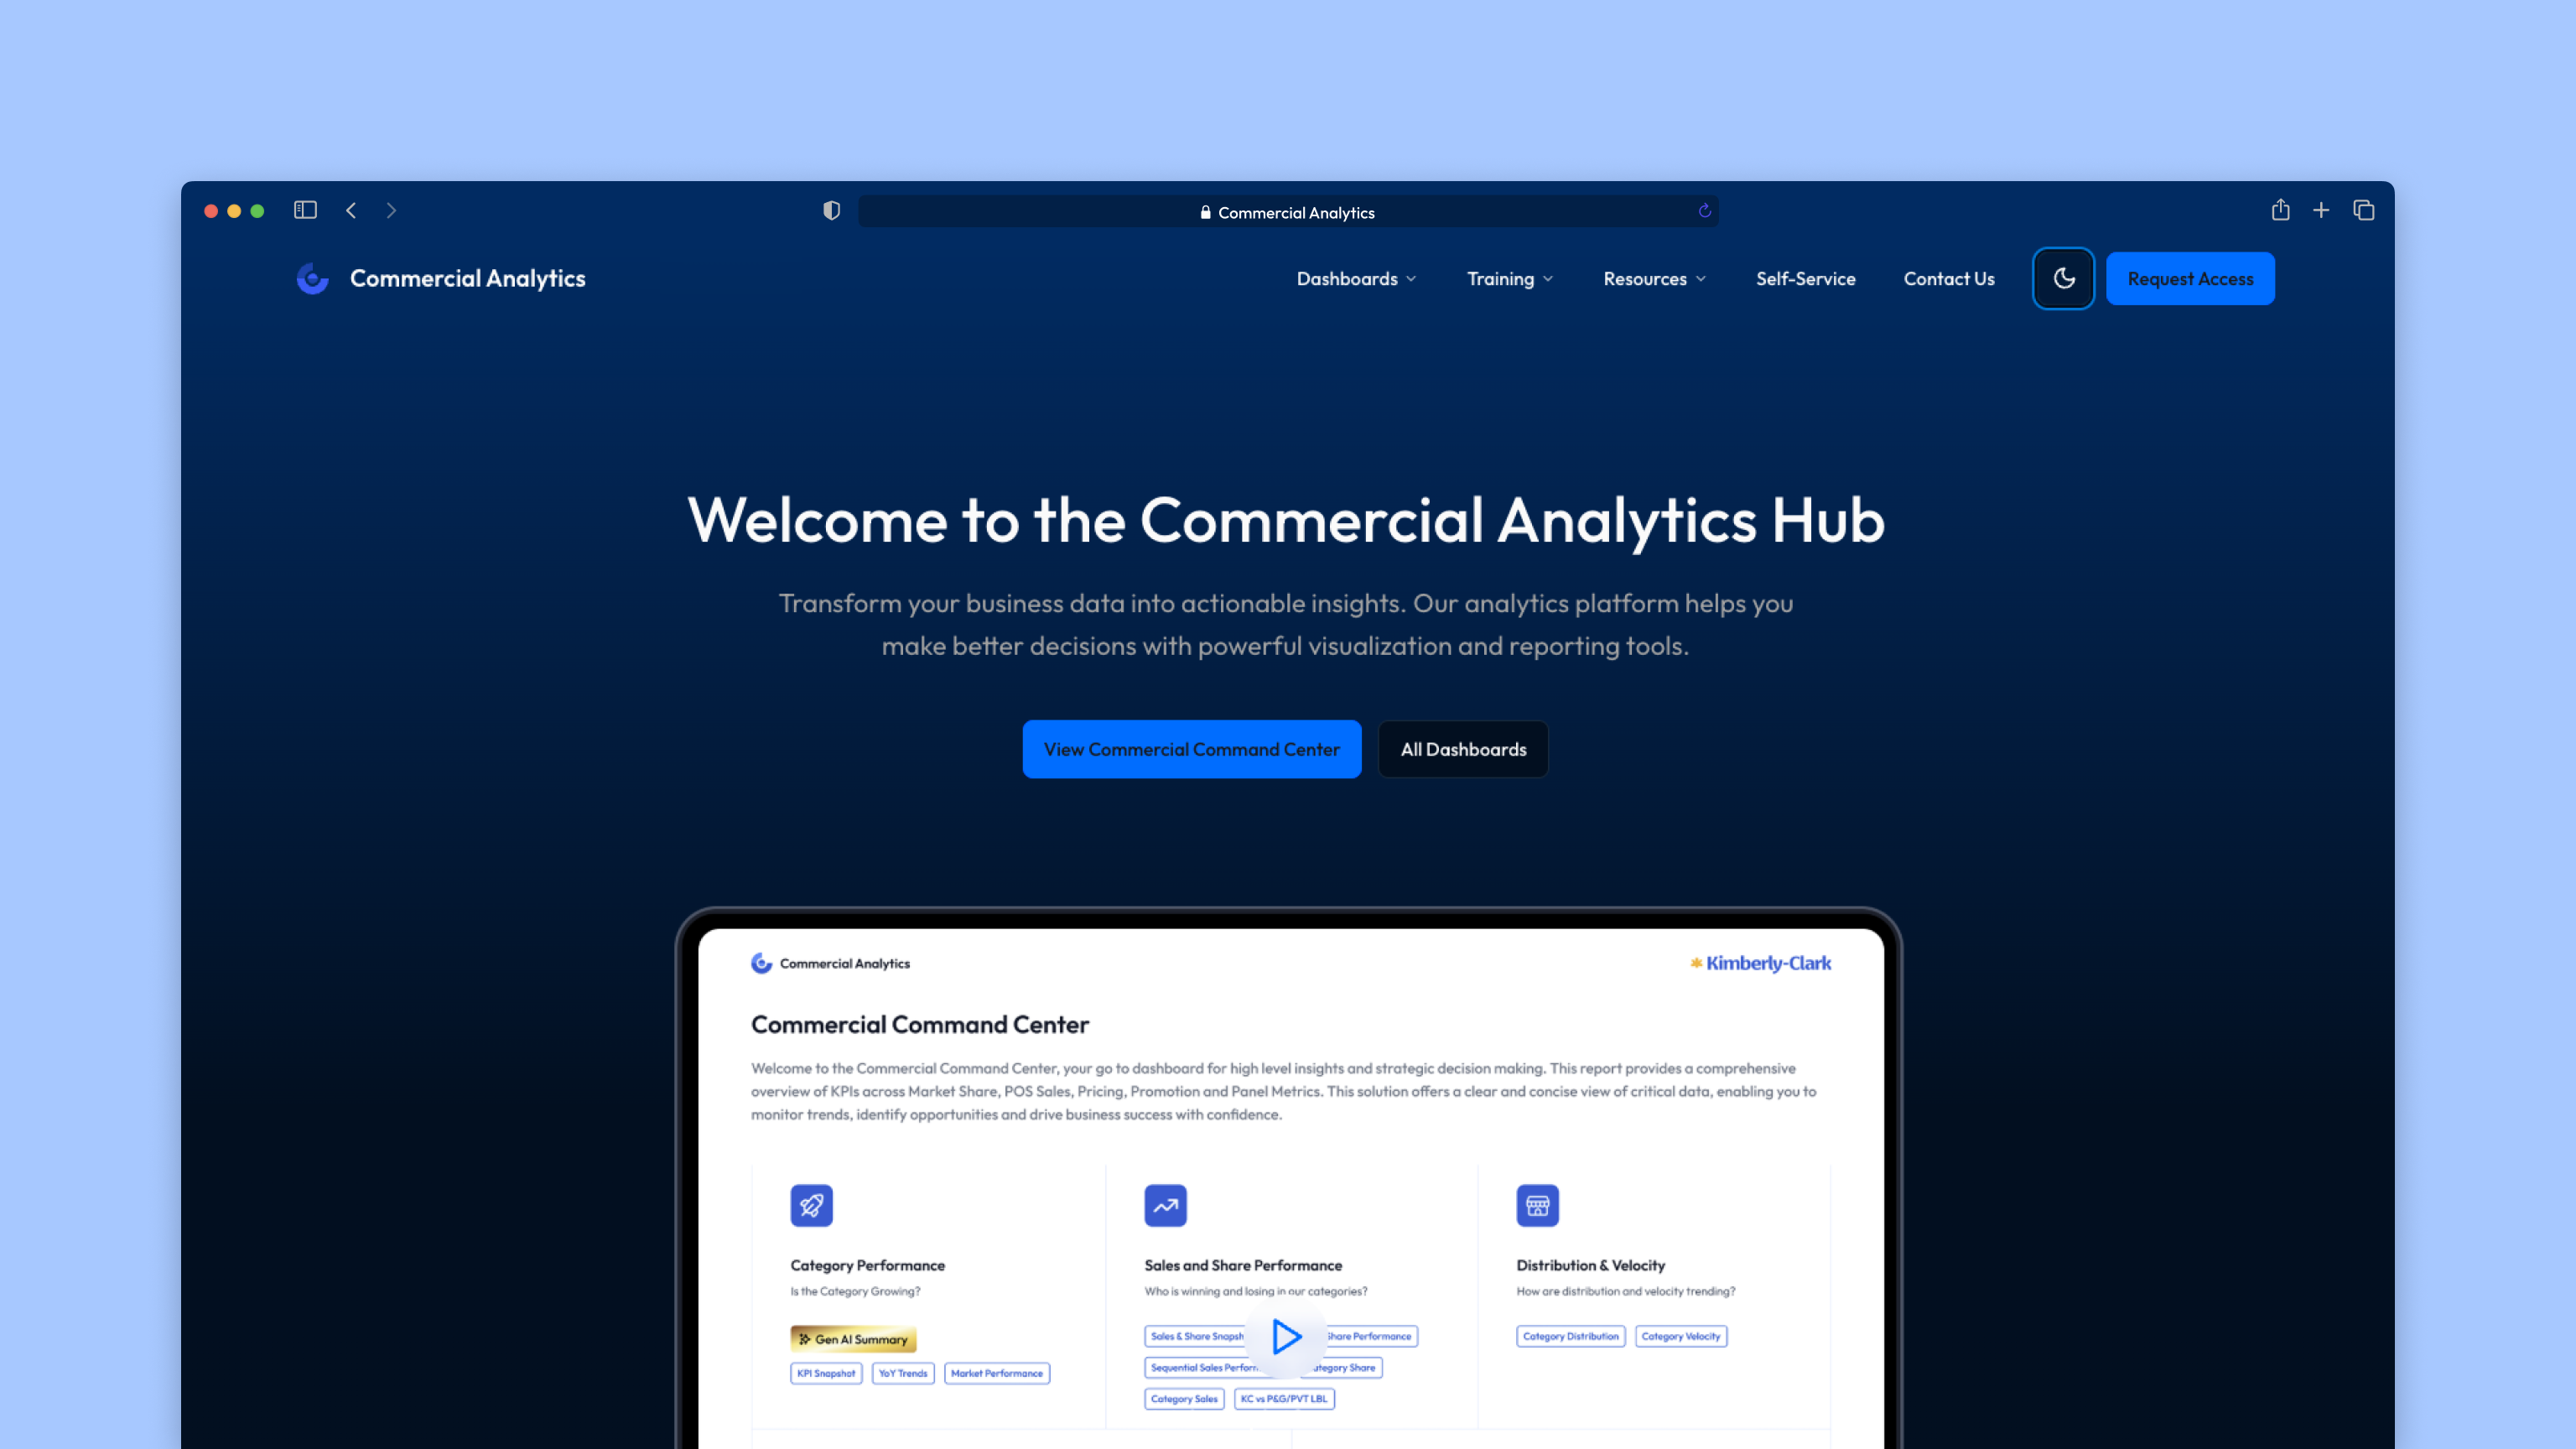 Commercial Analytics
Commercial Analytics
Dashboards
Training
Resources
Self-Service
Contact Us
Request Access
Welcome to the Commercial Analytics Hub
Transform your business data into actionable insights. Our analytics platform helps you
make better decisions with powerful visualization and reporting tools.
View Commercial Command Center
All Dashboards
Commercial Analytics
Kimberly-Clark
Commercial Command Center
Welcome to the Commercial Command Center, your go to dashboard for high level insights and strategic decision making. This report provides a comprehensive
overview of KPIs across Market Share, POS Sales, Pricing, Promotion and Panel Metrics. This solution offers a clear and concise view of critical data, enabling you to
monitor trends, identify opportunities and drive business success with confidence.
Category Performance
Is the Category Growing?
Gen AI Summary
KPI Snapshot
YoY Trends
Market Performance
Sales and Share Performance
Who is winning and losing in our categories?
Sales & Share
Share Performance
Sequential Sales
Share
Category Sales
KC vs P&G/PVT LBL
Distribution & Velocity
How are distribution and velocity trending?
Category Distribution
Category Velocity